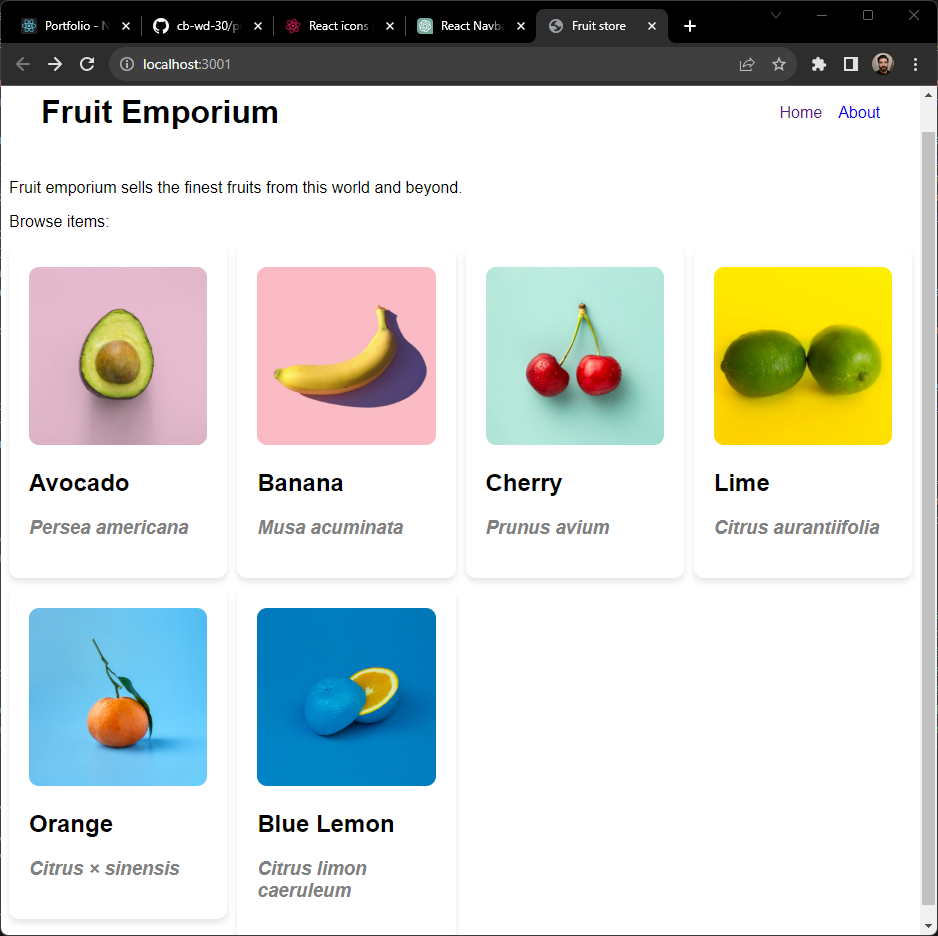 Portfolio - N
cb-wd-30/p
React icons
React Navb
Fruit store
localhost:3001
Fruit Emporium
Home
About
Fruit emporium sells the finest fruits from this world and beyond.
Browse items:
Avocado
Persea americana
Banana
Musa acuminata
Cherry
Prunus avium
Lime
Citrus aurantiifolia
Orange
Citrus × sinensis
Blue Lemon
Citrus limon
caeruleum